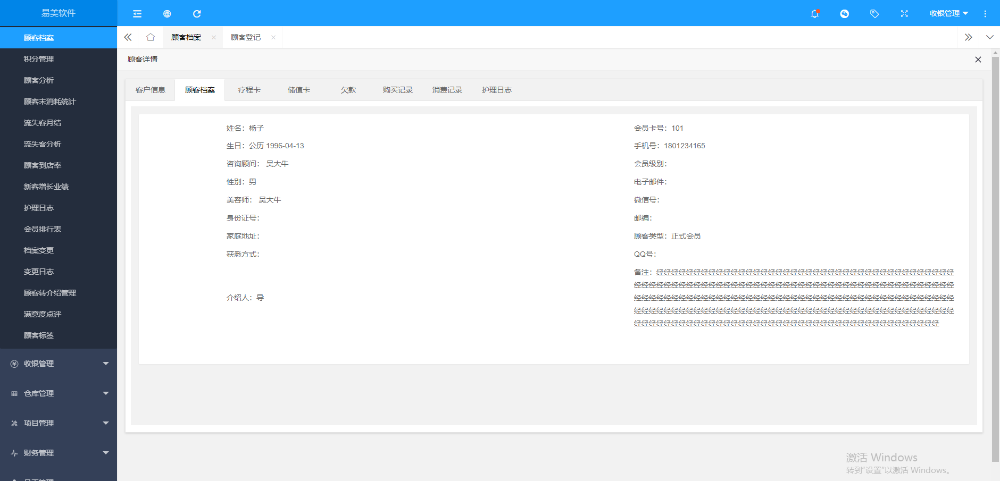 易美软件
收银管理
顾客档案
积分管理
顾客分析
顾客未消耗统计
流失客月结
流失客分析
顾客到店率
新客增长业绩
护理日志
会员排行表
档案变更
变更日志
顾客转介绍管理
满意度点评
顾客标签
收银管理
仓库管理
项目管理
财务管理
顾客档案 顾客登记
顾客详情
客户信息 顾客档案 疗程卡 储值卡 欠款 购买记录 消费记录 护理日志
姓名：杨子 会员卡号：101
生日：公历 1996-04-13 手机号：1801234165
咨询顾问： 吴大牛 会员级别：
性别：男 电子邮件：
美容师： 吴大牛 微信号：
身份证号： 邮编：
家庭地址： 顾客类型：正式会员
获悉方式： QQ号：
介绍人：导
备注：
激活 Windows
转到"设置"以激活 Windows。